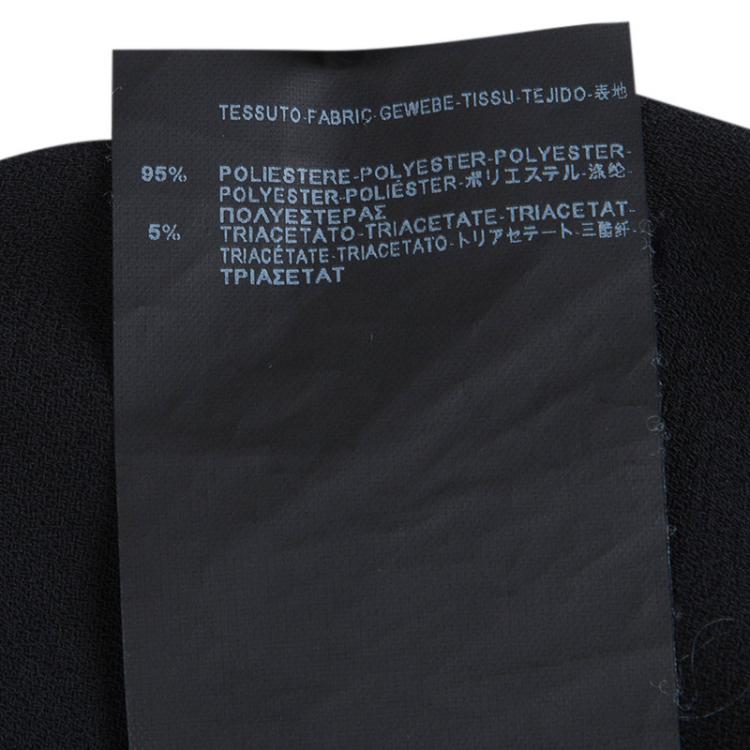 TESSUTO-FABRIC-GEWEBE-TISSU-TEJIDO-表地
95% POLIESTERE-POLYESTER-POLYESTER-
POLYESTER-POLIÉSTER-ポリエステル-涤纶
ΠΟΛΥΕΣΤΕΡΑΣ
5% TRIACETATO-TRIACETATE-TRIACETAT-
TRIACÉTATE-TRIACETATO-トリアセテート-三醋纤
ΤΡΙΑΣΕΤΑΤ